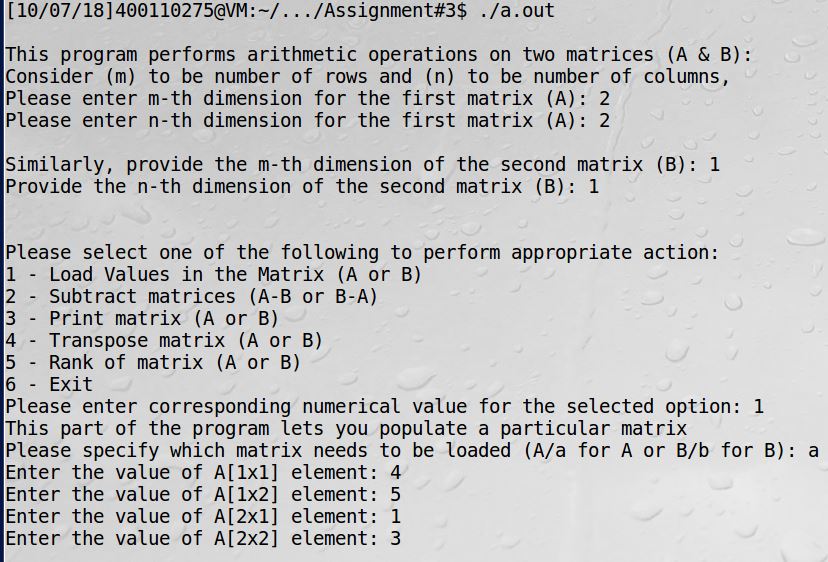 [10/07/18]400110275@VM:~/.../Assignment#3$ ./a.out
This program performs arithmetic operations on two matrices (A & B):
Consider (m) to be number of rows and (n) to be number of columns,
Please enter m-th dimension for the first matrix (A): 2
Please enter n-th dimension for the first matrix (A): 2
Similarly, provide the m-th dimension of the second matrix (B): 1
Provide the n-th dimension of the second matrix (B): 1
Please select one of the following to perform appropriate action:
1 - Load Values in the Matrix (A or B)
2 - Subtract matrices (A-B or B-A)
3 - Print matrix (A or B)
4 - Transpose matrix (A or B)
5 - Rank of matrix (A or B)
6 - Exit
Please enter corresponding numerical value for the selected option: 1
This part of the program lets you populate a particular matrix
Please specify which matrix needs to be loaded (A/a for A or B/b for B): a
Enter the value of A[1x1] element: 4
Enter the value of A[1x2] element: 5
Enter the value of A[2x1] element: 1
Enter the value of A[2x2] element: 3